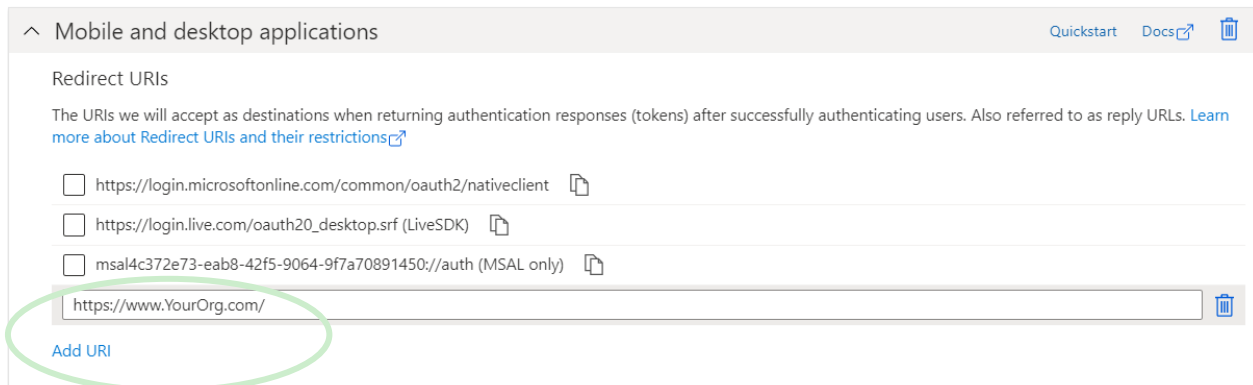 Mobile and desktop applications Quickstart Docs
Redirect URIs
The URIs we will accept as destinations when returning authentication responses (tokens) after successfully authenticating users. Also referred to as reply URLs. Learn
more about Redirect URIs and their restrictions
https://login.microsoftonline.com/common/oauth2/nativeclient
https://login.live.com/oauth20_desktop.srf (LiveSDK)
msal4c372e73-eab8-42f5-9064-9f7a70891450://auth (MSAL only)
https://www.YourOrg.com/
Add URI